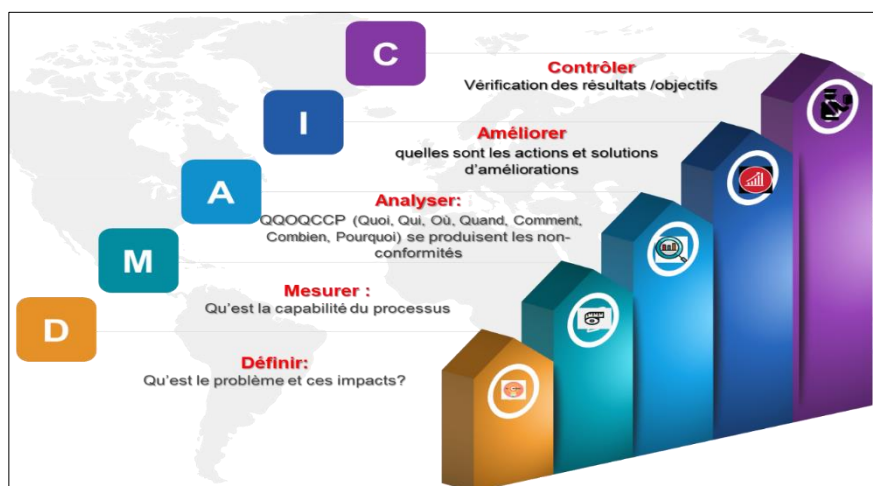 C
Contrôler
Vérification des résultats /objectifs
I
Améliorer
quelles sont les actions et solutions
d'améliorations
A
Analyser:
QQOQCCP (Quoi, Qui, Où, Quand, Comment,
Combien, Pourquoi) se produisent les non-
conformités
M
Mesurer :
Qu'est la capabilité du processus
D
Définir:
Qu'est le problème et ces impacts?